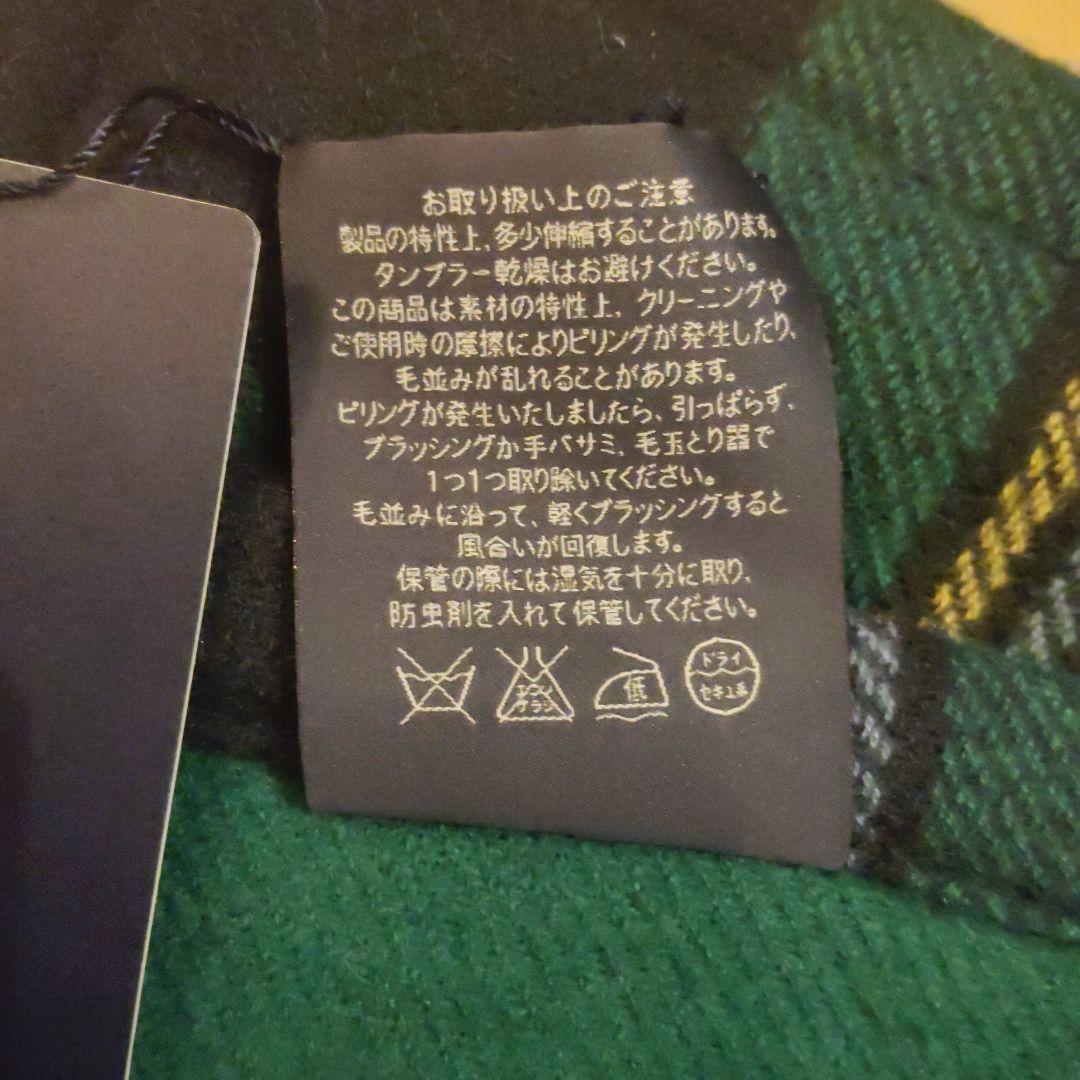 お取り扱い上のご注意
製品の特性上、多少伸縮することがあります。
タンブラー乾燥はお避けください。
この商品は素材の特性上、クリーニングや
ご使用時の摩擦によりピリングが発生したり、
毛並みが乱れることがあります。
ピリングが発生いたしましたら、引っぱらず、
ブラッシングか手バサミ、毛玉とり器で
1つ1つ取り除いてください。
毛並みに沿って、軽くブラッシングすると
風合いが回復します。
保管の際には湿気を十分に取り、
防虫剤を入れて保管してください。
エンソ
サラシ
低
ドライ
セキユ系